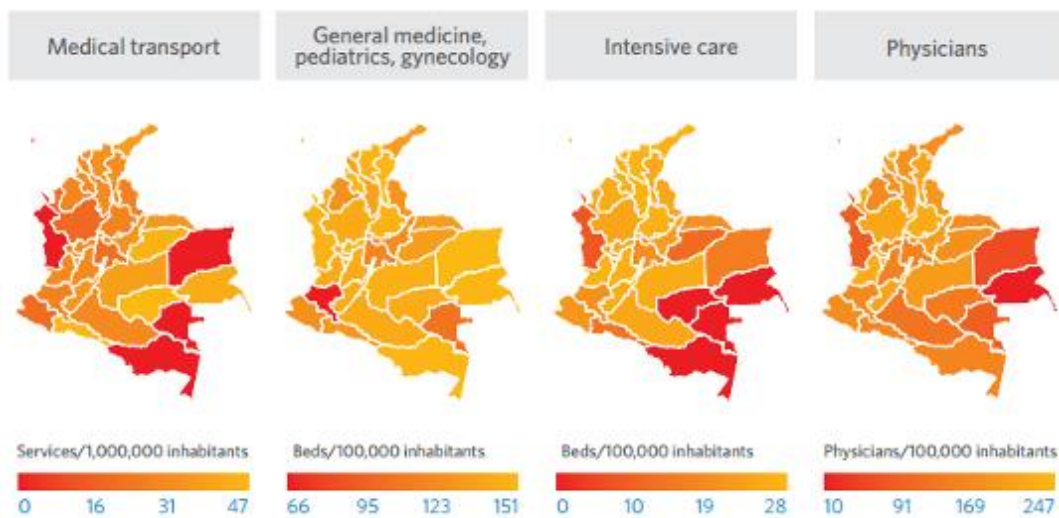 Medical transport
General medicine,
pediatrics, gynecology
Intensive care
Physicians
Services/1,000,000 inhabitants
0 16 31 47
Beds/100,000 inhabitants
66 95 123 151
Beds/100,000 inhabitants
0 10 19 28
Physicians/100,000 inhabitants
10 91 169 247